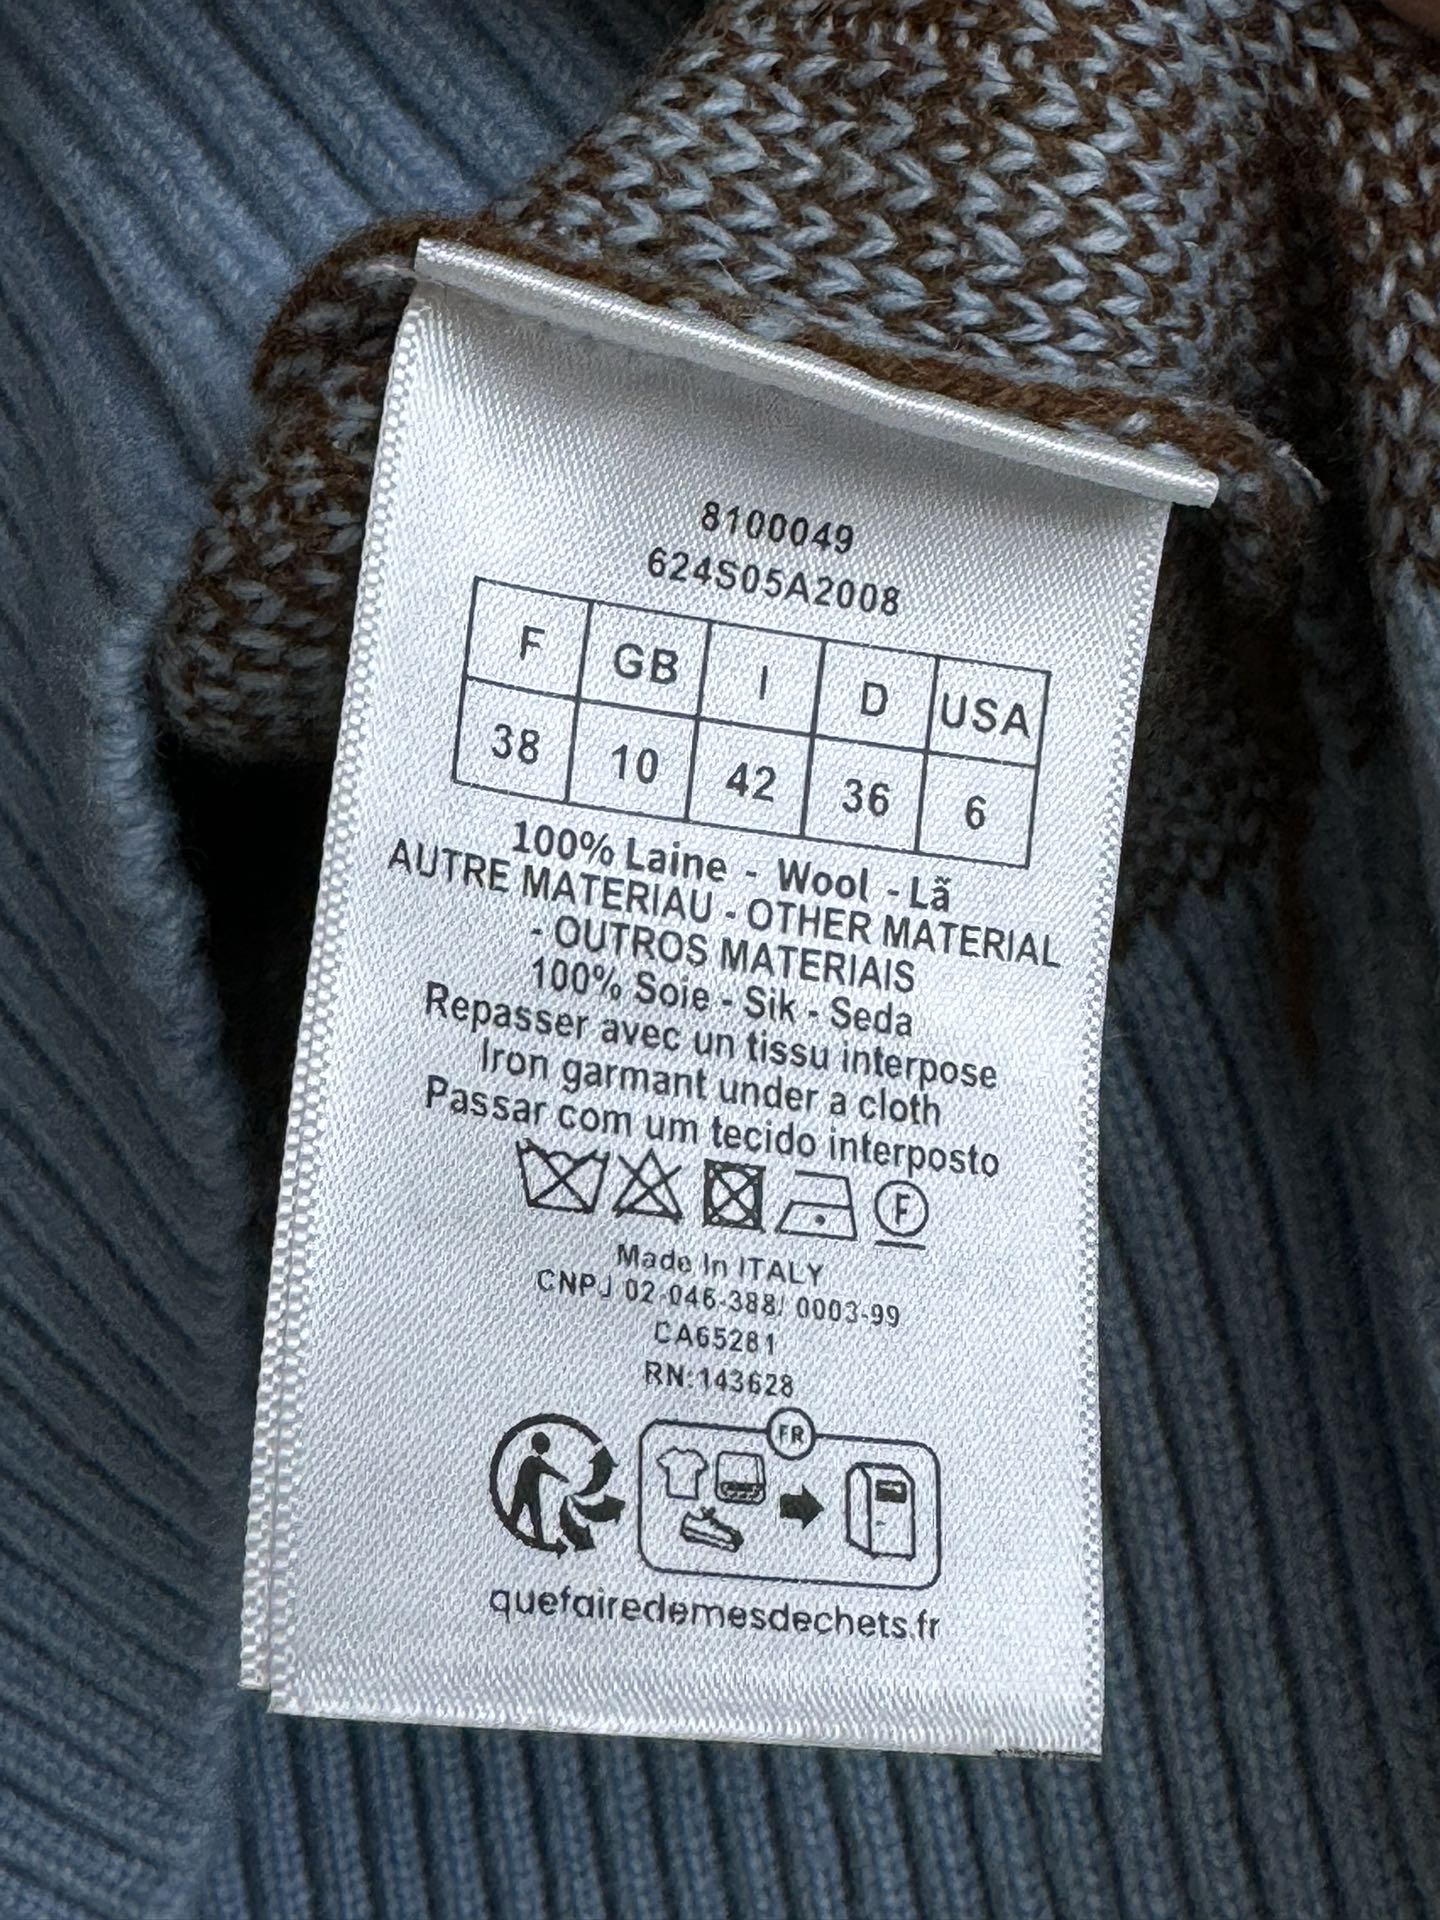 8100049
624S05A2008
F GB I D USA
38 10 42 36 6
100% Laine - Wool - Lã
AUTRE MATERIAU - OTHER MATERIAL
- OUTROS MATERIAIS
100% Soie - Sik - Seda
Repasser avec un tissu interpose
Iron garmant under a cloth
Passar com um tecido interposto
F
Made In ITALY
CNPJ 02-046-388/ 0003-99
CA65281
RN:143628
FR
quefairedemesdechets.fr